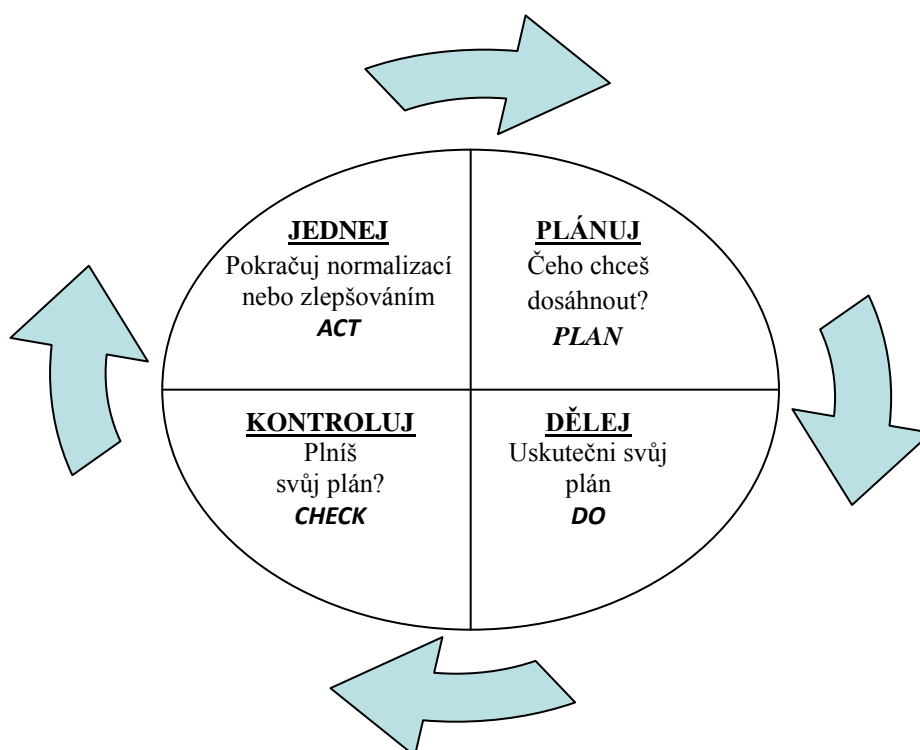 JEDNEJ
Pokračuj normalizací
nebo zlepšováním
ACT
PLÁNUJ
Čeho chceš
dosáhnout?
PLAN
KONTROLUJ
Plníš
svůj plán?
CHECK
DĚLEJ
Uskutečni svůj
plán
DO